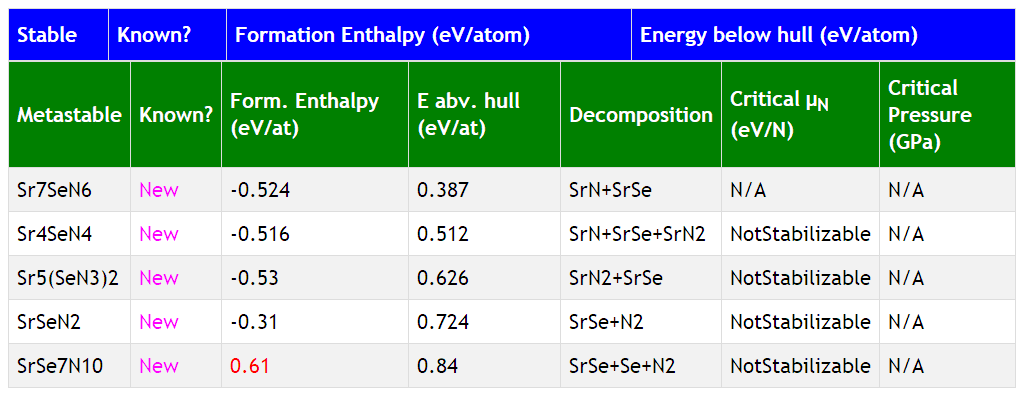 Stable Known? Formation Enthalpy (eV/atom) Energy below hull (eV/atom)
Metastable Known? Form. Enthalpy (eV/at) E abv. hull (eV/at) Decomposition Critical μN (eV/N) Critical Pressure (GPa)
Sr7SeN6 New -0.524 0.387 SrN+SrSe N/A N/A
Sr4SeN4 New -0.516 0.512 SrN+SrSe+SrN2 NotStabilizable N/A
Sr5(SeN3)2 New -0.53 0.626 SrN2+SrSe NotStabilizable N/A
SrSeN2 New -0.31 0.724 SrSe+N2 NotStabilizable N/A
SrSe7N10 New 0.61 0.84 SrSe+Se+N2 NotStabilizable N/A